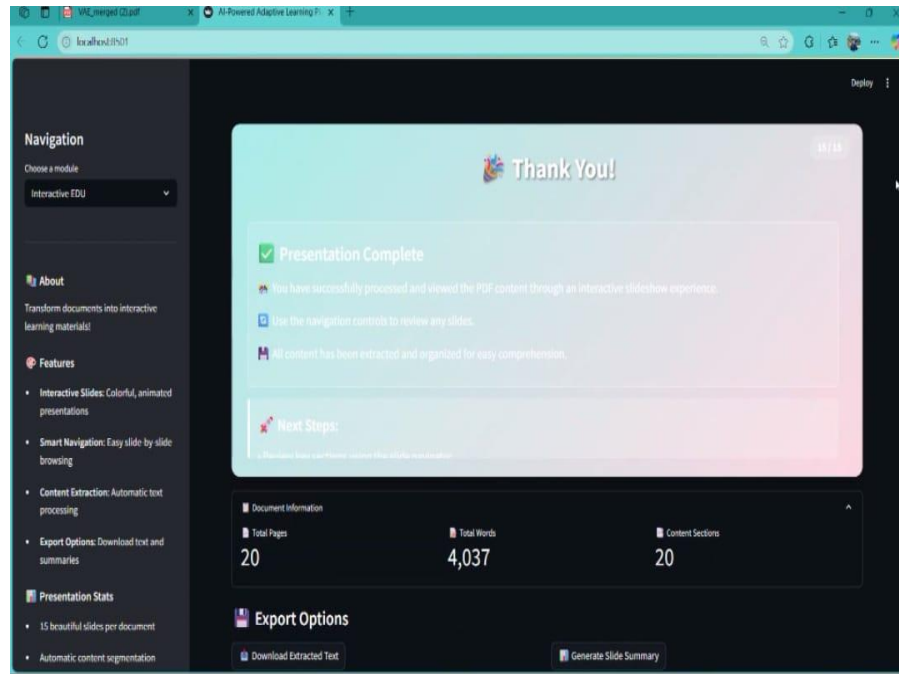 VAE_merged (2).pdf
AI-Powered Adaptive Learning Pl
localhost:8501
Deploy
Navigation
Choose a module
Interactive EDU
About
Transform documents into interactive
learning materials!
Features
Interactive Slides: Colorful, animated
presentations
Smart Navigation: Easy slide-by-slide
browsing
Content Extraction: Automatic text
processing
Export Options: Download text and
summaries
Presentation Stats
15 beautiful slides per document
Automatic content segmentation
15 / 15
Thank You!
Presentation Complete
You have successfully processed and viewed the PDF content through an interactive slideshow experience.
Use the navigation controls to review any slides.
All content has been extracted and organized for easy comprehension.
Next Steps:
Document Information
Total Pages
20
Total Words
4,037
Content Sections
20
Export Options
Download Extracted Text
Generate Slide Summary